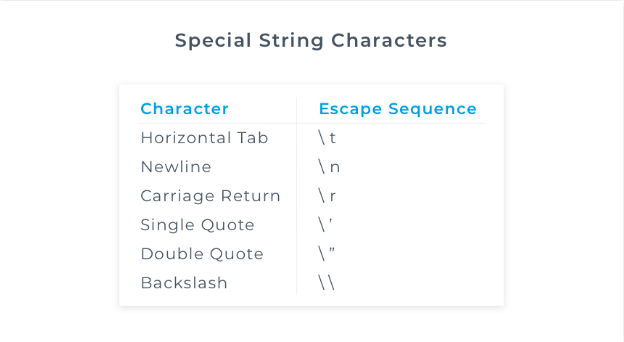 Special String Characters
Character Escape Sequence
Horizontal Tab \ t
Newline \ n
Carriage Return \ r
Single Quote \ ’
Double Quote \ ”
Backslash \ \